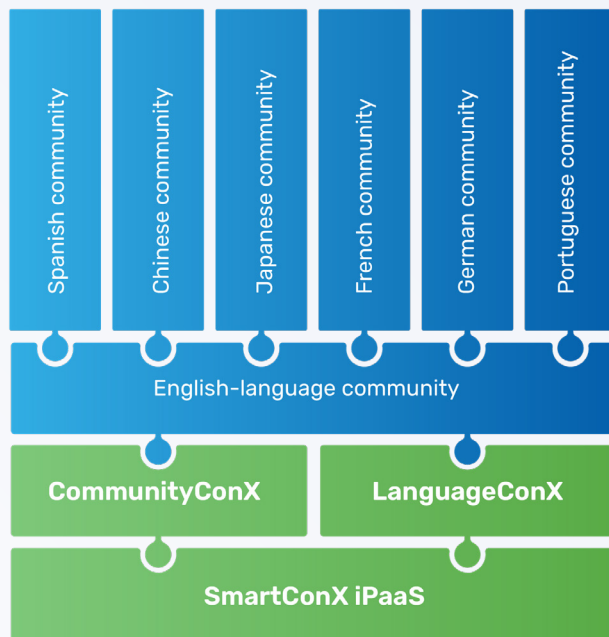 Spanish community
Chinese community
Japanese community
French community
German community
Portuguese community
English-language community
CommunityConX
LanguageConX
SmartConX iPaaS